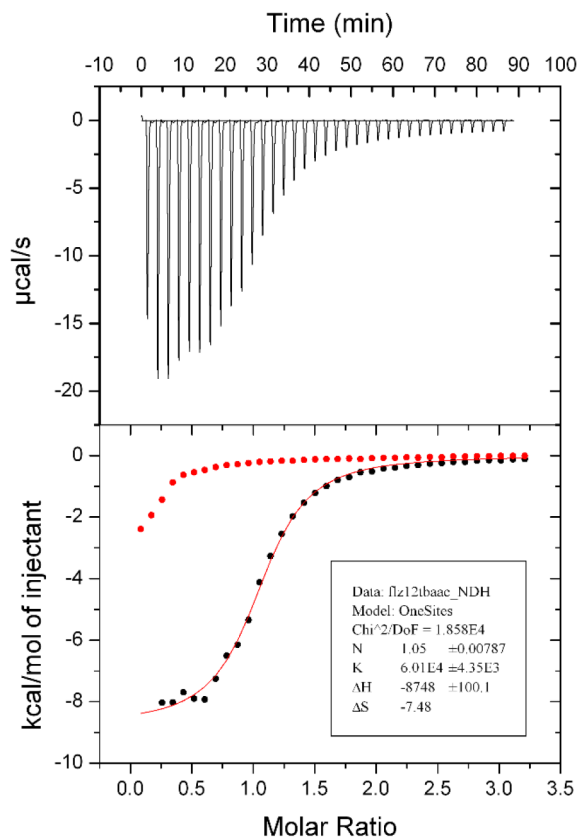 Time (min)
-10 0 10 20 30 40 50 60 70 80 90 100
0
-5
-10
-15
-20
µcal/s
0
-2
-4
-6
-8
-10
kcal/mol of injectant
Data: flz12tbaac_NDH
Model: OneSites
Chi^2/DoF = 1.858E4
N 1.05 ±0.00787
K 6.01E4 ±4.35E3
ΔH -8748 ±100.1
ΔS -7.48
0.0 0.5 1.0 1.5 2.0 2.5 3.0 3.5
Molar Ratio